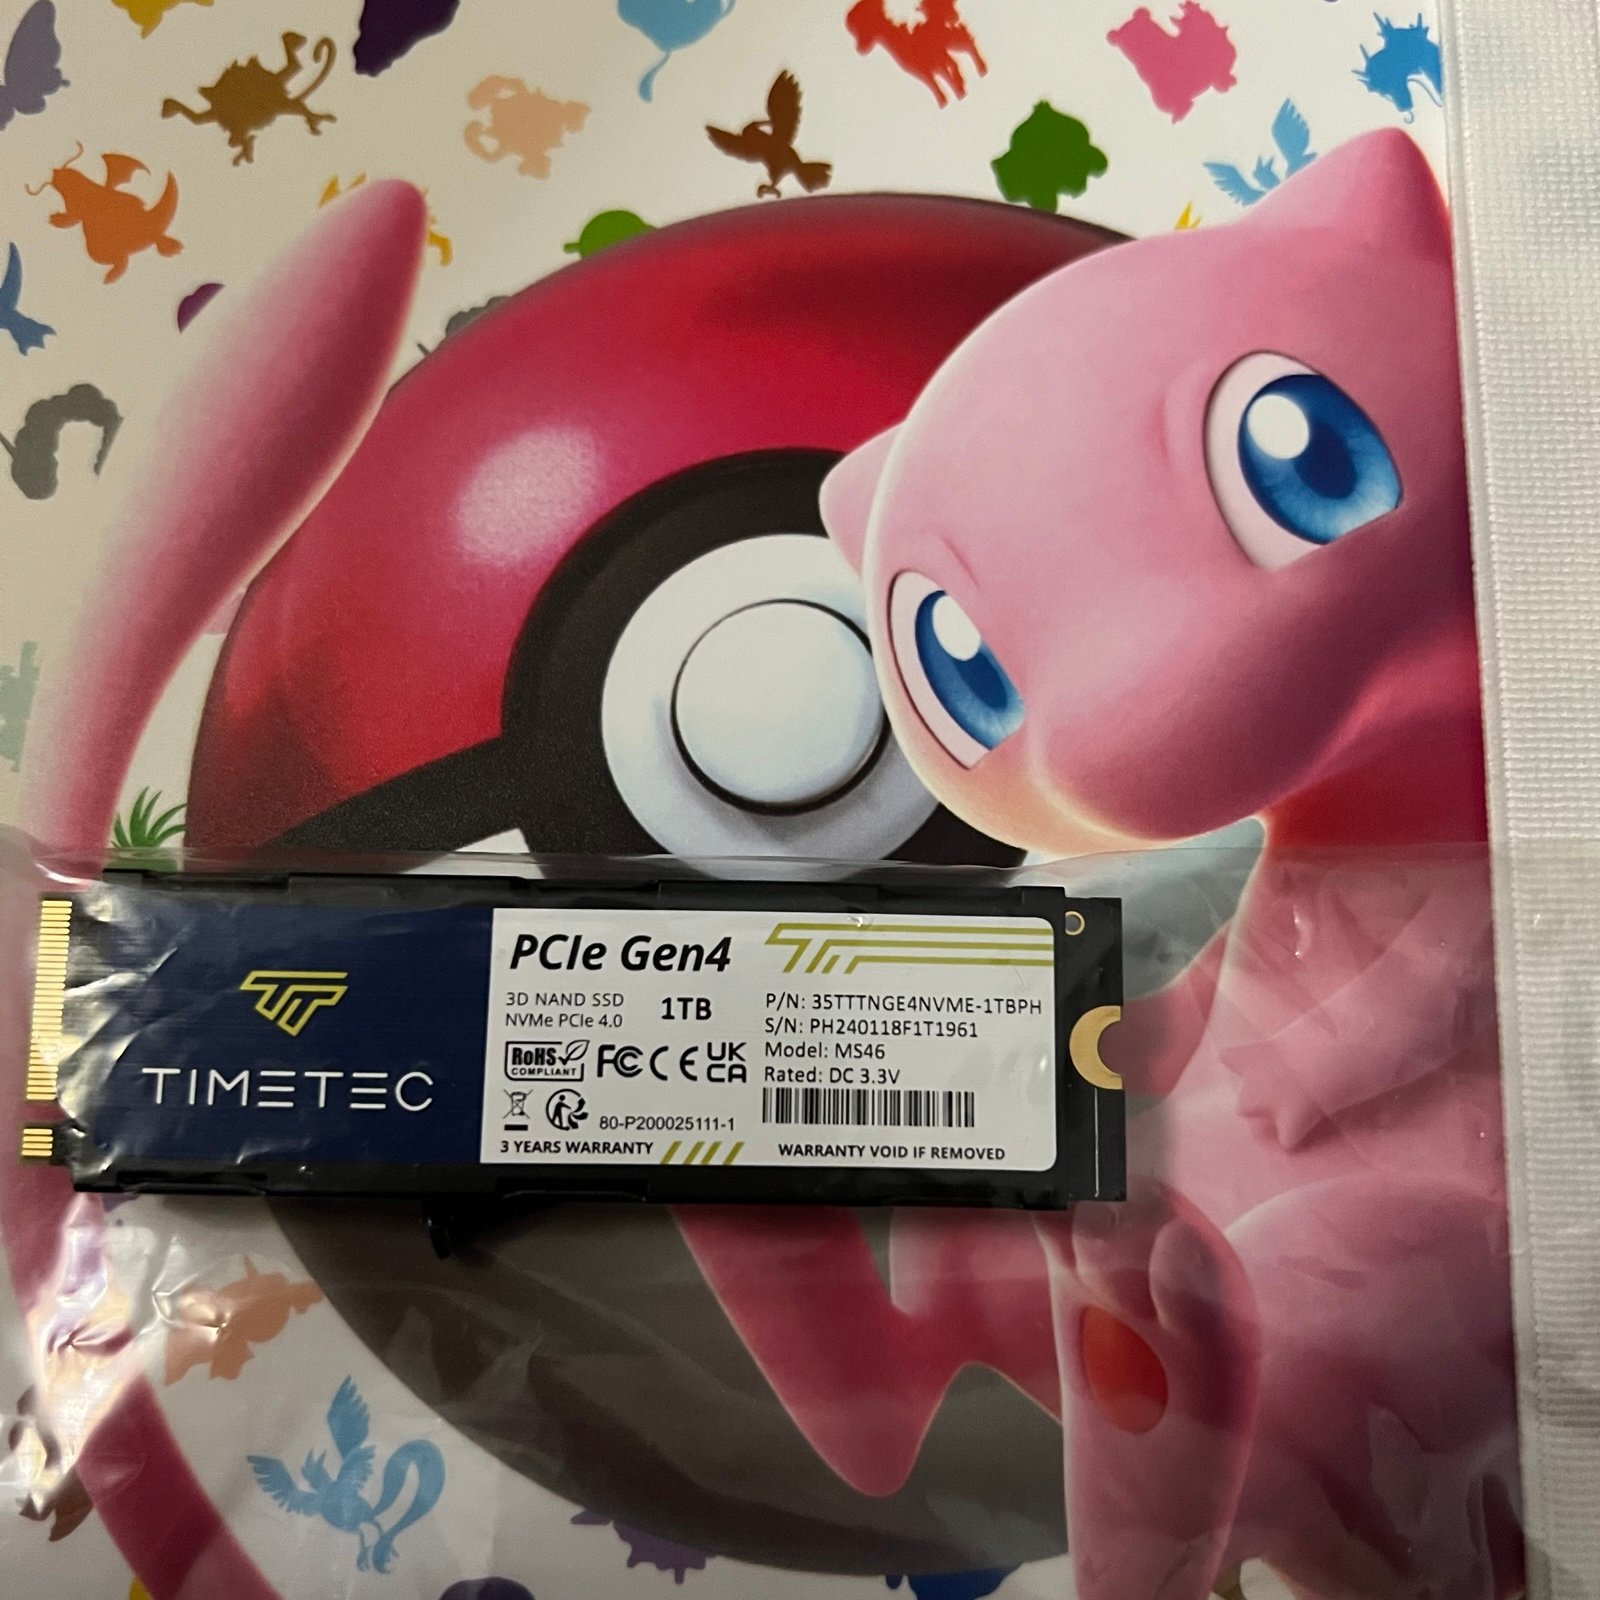 TIMETEC
PCIe Gen4
3D NAND SSD 1TB
NVMe PCIe 4.0
RoHS
COMPLIANT
FC CE UK
CA
80-P200025111-1
3 YEARS WARRANTY
P/N: 35TTTNGE4NVME-1TBPH
S/N: PH240118F1T1961
Model: MS46
Rated: DC 3.3V
WARRANTY VOID IF REMOVED